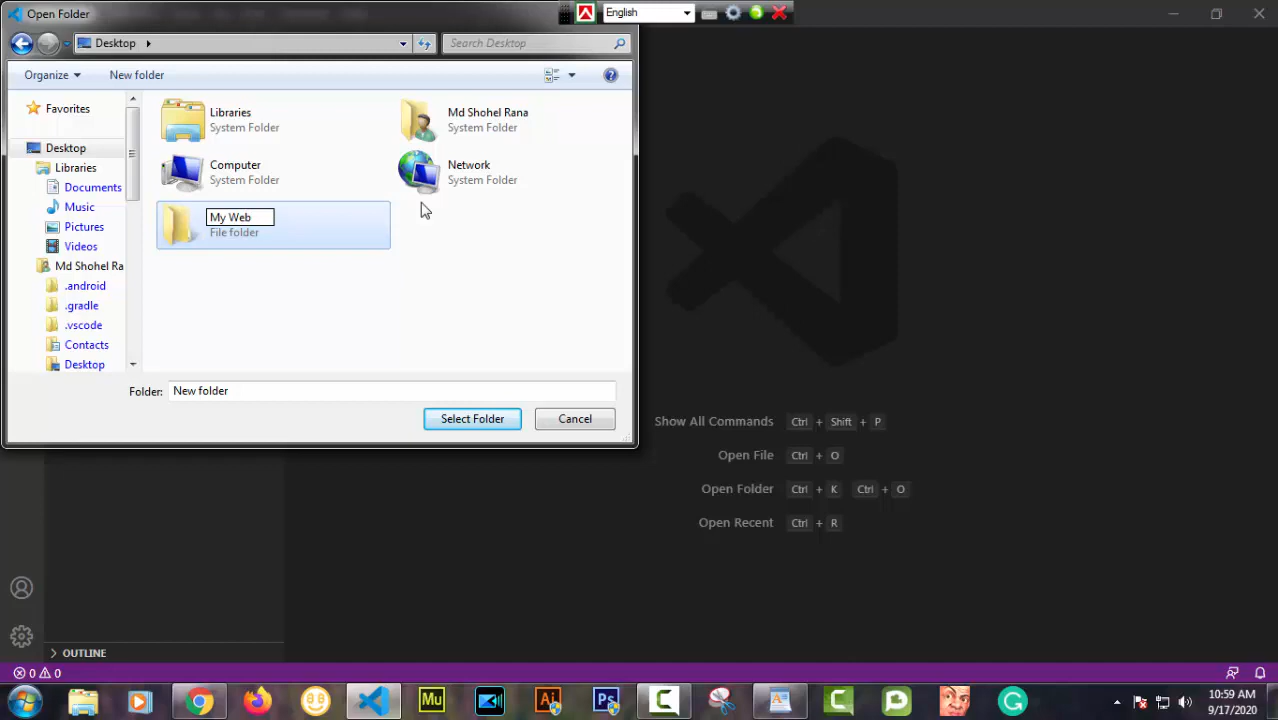 Open Folder
English
Desktop
Search Desktop
Organize
New folder
Favorites
Desktop
Libraries
Documents
Music
Pictures
Videos
Md Shohel Ra
.android
.gradle
.vscode
Contacts
Desktop
Libraries
System Folder
Md Shohel Rana
System Folder
Computer
System Folder
Network
System Folder
My Web
File folder
Folder: New folder
Select Folder
Cancel
Show All Commands Ctrl + Shift + P
Open File Ctrl + O
Open Folder Ctrl + K Ctrl + O
Open Recent Ctrl + R
OUTLINE
0 0
Mu
Ai
Ps
10:59 AM
9/17/2020